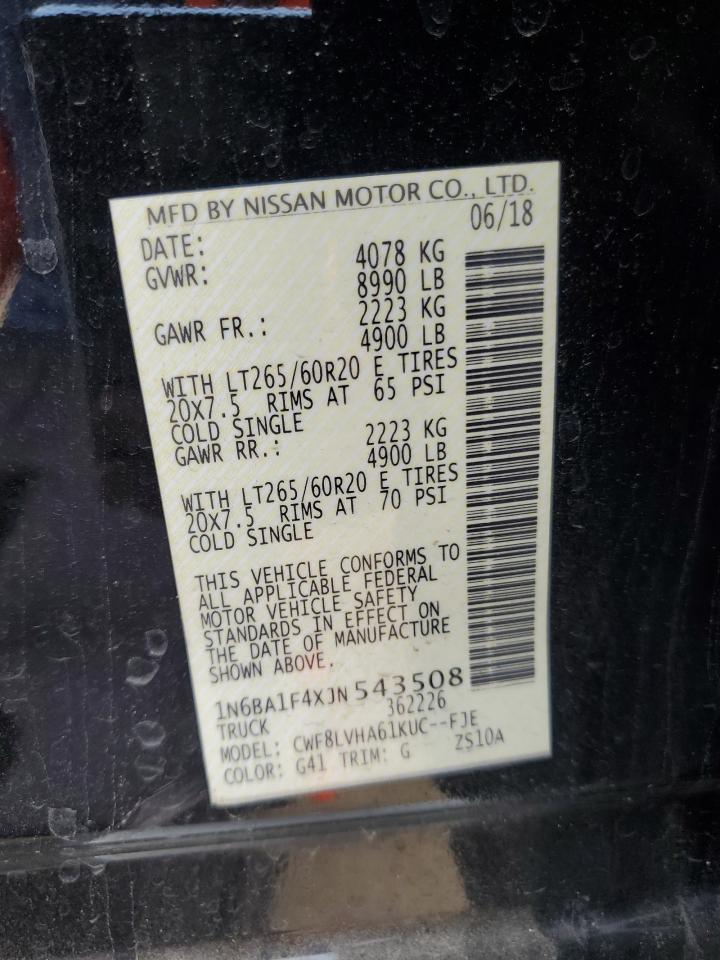 MFD BY NISSAN MOTOR CO., LTD.
DATE: 06/18
GVWR: 4078 KG
8990 LB
GAWR FR.: 2223 KG
4900 LB
WITH LT265/60R20 E TIRES
20X7.5 RIMS AT 65 PSI
COLD SINGLE
GAWR RR.: 2223 KG
4900 LB
WITH LT265/60R20 E TIRES
20X7.5 RIMS AT 70 PSI
COLD SINGLE
THIS VEHICLE CONFORMS TO
ALL APPLICABLE FEDERAL
MOTOR VEHICLE SAFETY
STANDARDS IN EFFECT ON
THE DATE OF MANUFACTURE
SHOWN ABOVE.
1N6BA1F4XJN543508
TRUCK 362226
MODEL: CWF8LVHA61KUC--FJE
COLOR: G41 TRIM: G ZS10A